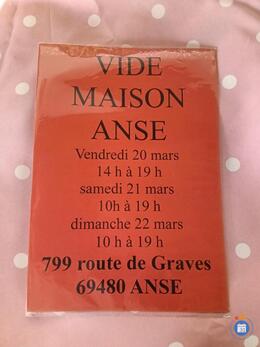 VIDE
MAISON
ANSE
Vendredi 20 mars
14 h à 19 h
samedi 21 mars
10h à 19 h
dimanche 22 mars
10 h à 19 h
799 route de Graves
69480 ANSE